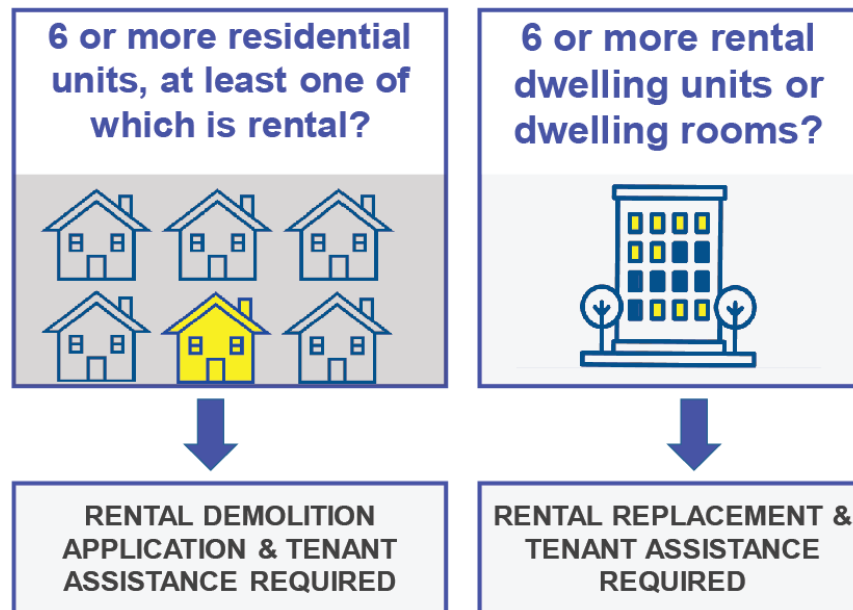 6 or more residential
units, at least one of
which is rental?
6 or more rental
dwelling units or
dwelling rooms?
RENTAL DEMOLITION
APPLICATION & TENANT
ASSISTANCE REQUIRED
RENTAL REPLACEMENT &
TENANT ASSISTANCE
REQUIRED